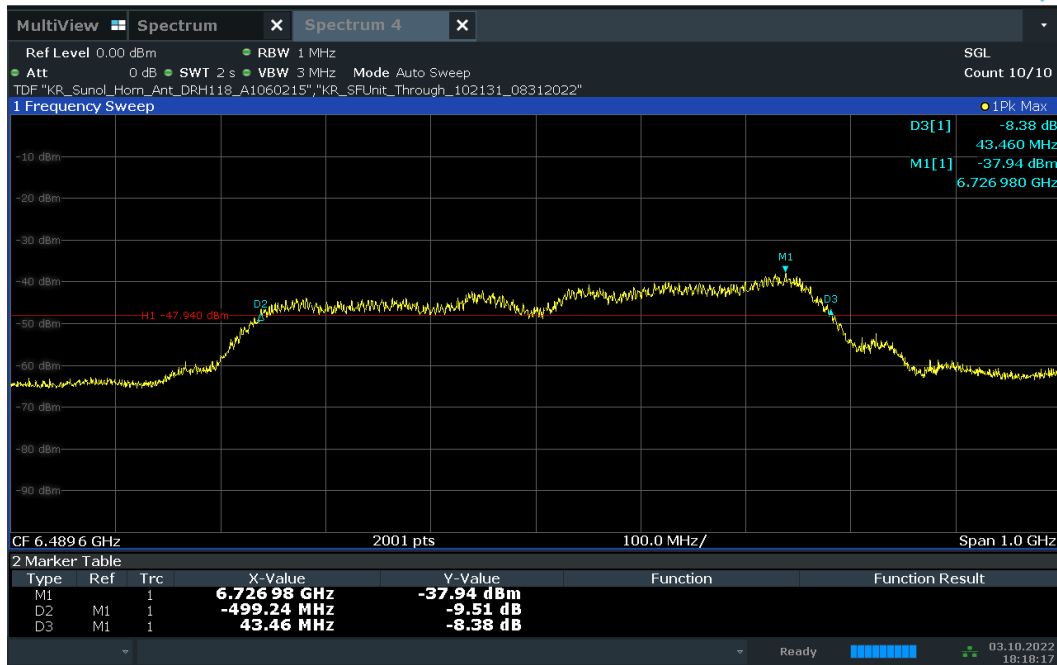 MultiView Spectrum X Spectrum 4 X
Ref Level 0.00 dBm RBW 1 MHz SGL
Att 0 dB SWT 2 s VBW 3 MHz Mode Auto Sweep Count 10/10
TDF "KR_Sunol_Horn_Ant_DRH118_A1060215","KR_SFUnit_Through_102131_08312022"
1 Frequency Sweep 1Pk Max
D3[1] -8.38 dB
43.460 MHz
-10 dBm
M1[1] -37.94 dBm
6.726 980 GHz
-20 dBm
-30 dBm
M1
-40 dBm
D2 D3
H1 -47.940 dBm
-50 dBm
-60 dBm
-70 dBm
-80 dBm
-90 dBm
CF 6.4896 GHz 2001 pts 100.0 MHz/ Span 1.0 GHz
2 Marker Table
Type Ref Trc X-Value Y-Value Function Function Result
M1 1 6.726 98 GHz -37.94 dBm
D2 M1 1 -499.24 MHz -9.51 dB
D3 M1 1 43.46 MHz -8.38 dB
Ready 03.10.2022
18:18:17